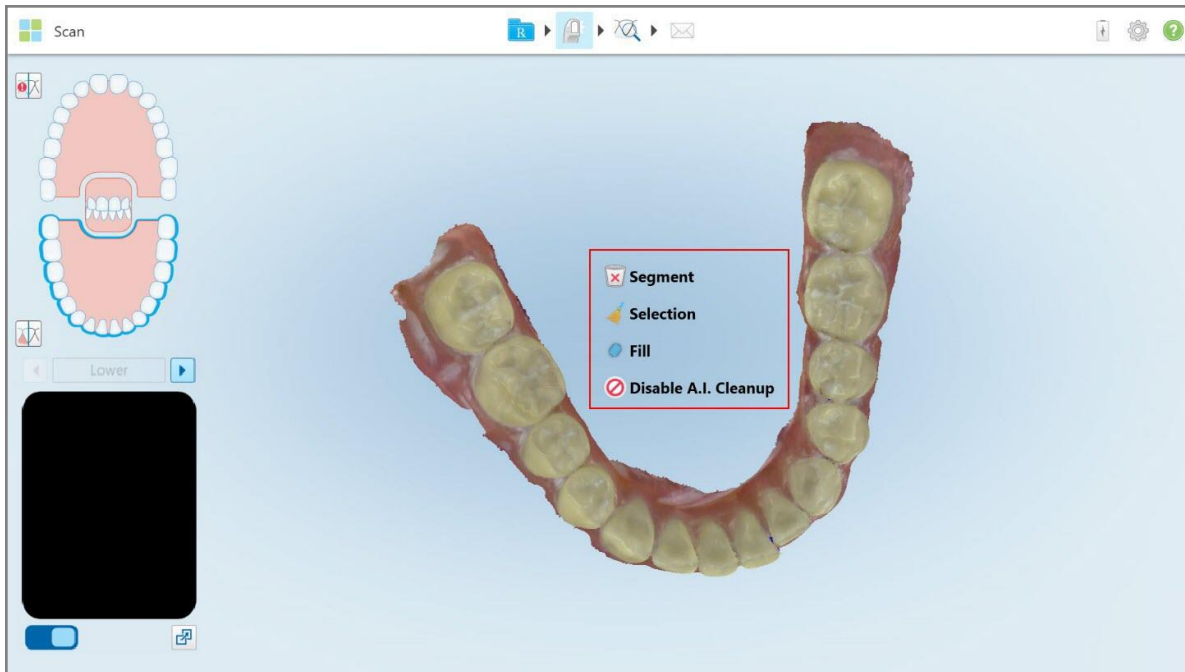 Scan
R
?
Lower
Segment
Selection
Fill
Disable A.I. Cleanup